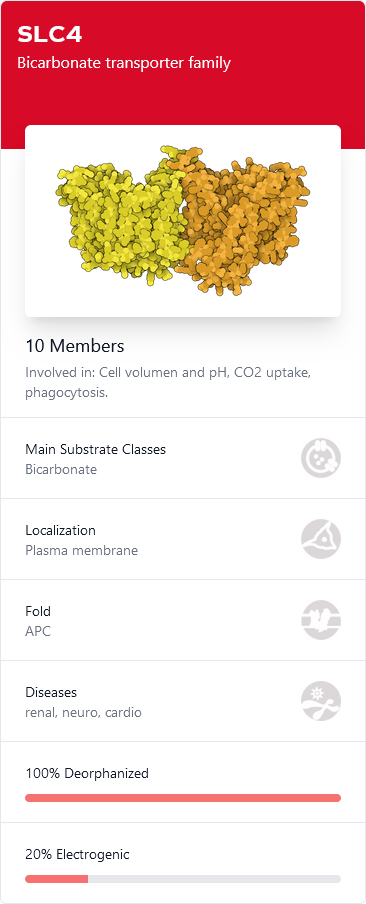 SLC4
Bicarbonate transporter family
10 Members
Involved in: Cell volumen and pH, CO2 uptake,
phagocytosis.
Main Substrate Classes
Bicarbonate
Localization
Plasma membrane
Fold
APC
Diseases
renal, neuro, cardio
100% Deorphanized
20% Electrogenic